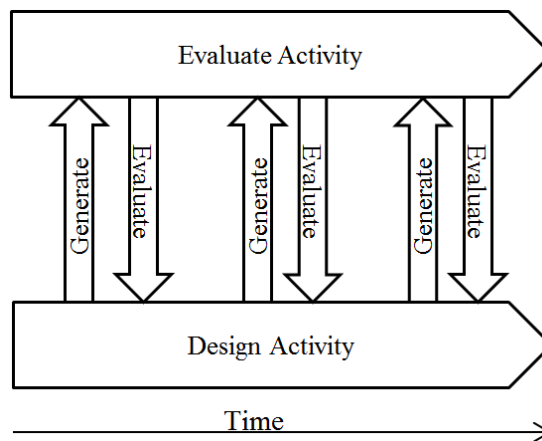 Evaluate Activity
Generate
Evaluate
Generate
Evaluate
Generate
Evaluate
Design Activity
Time